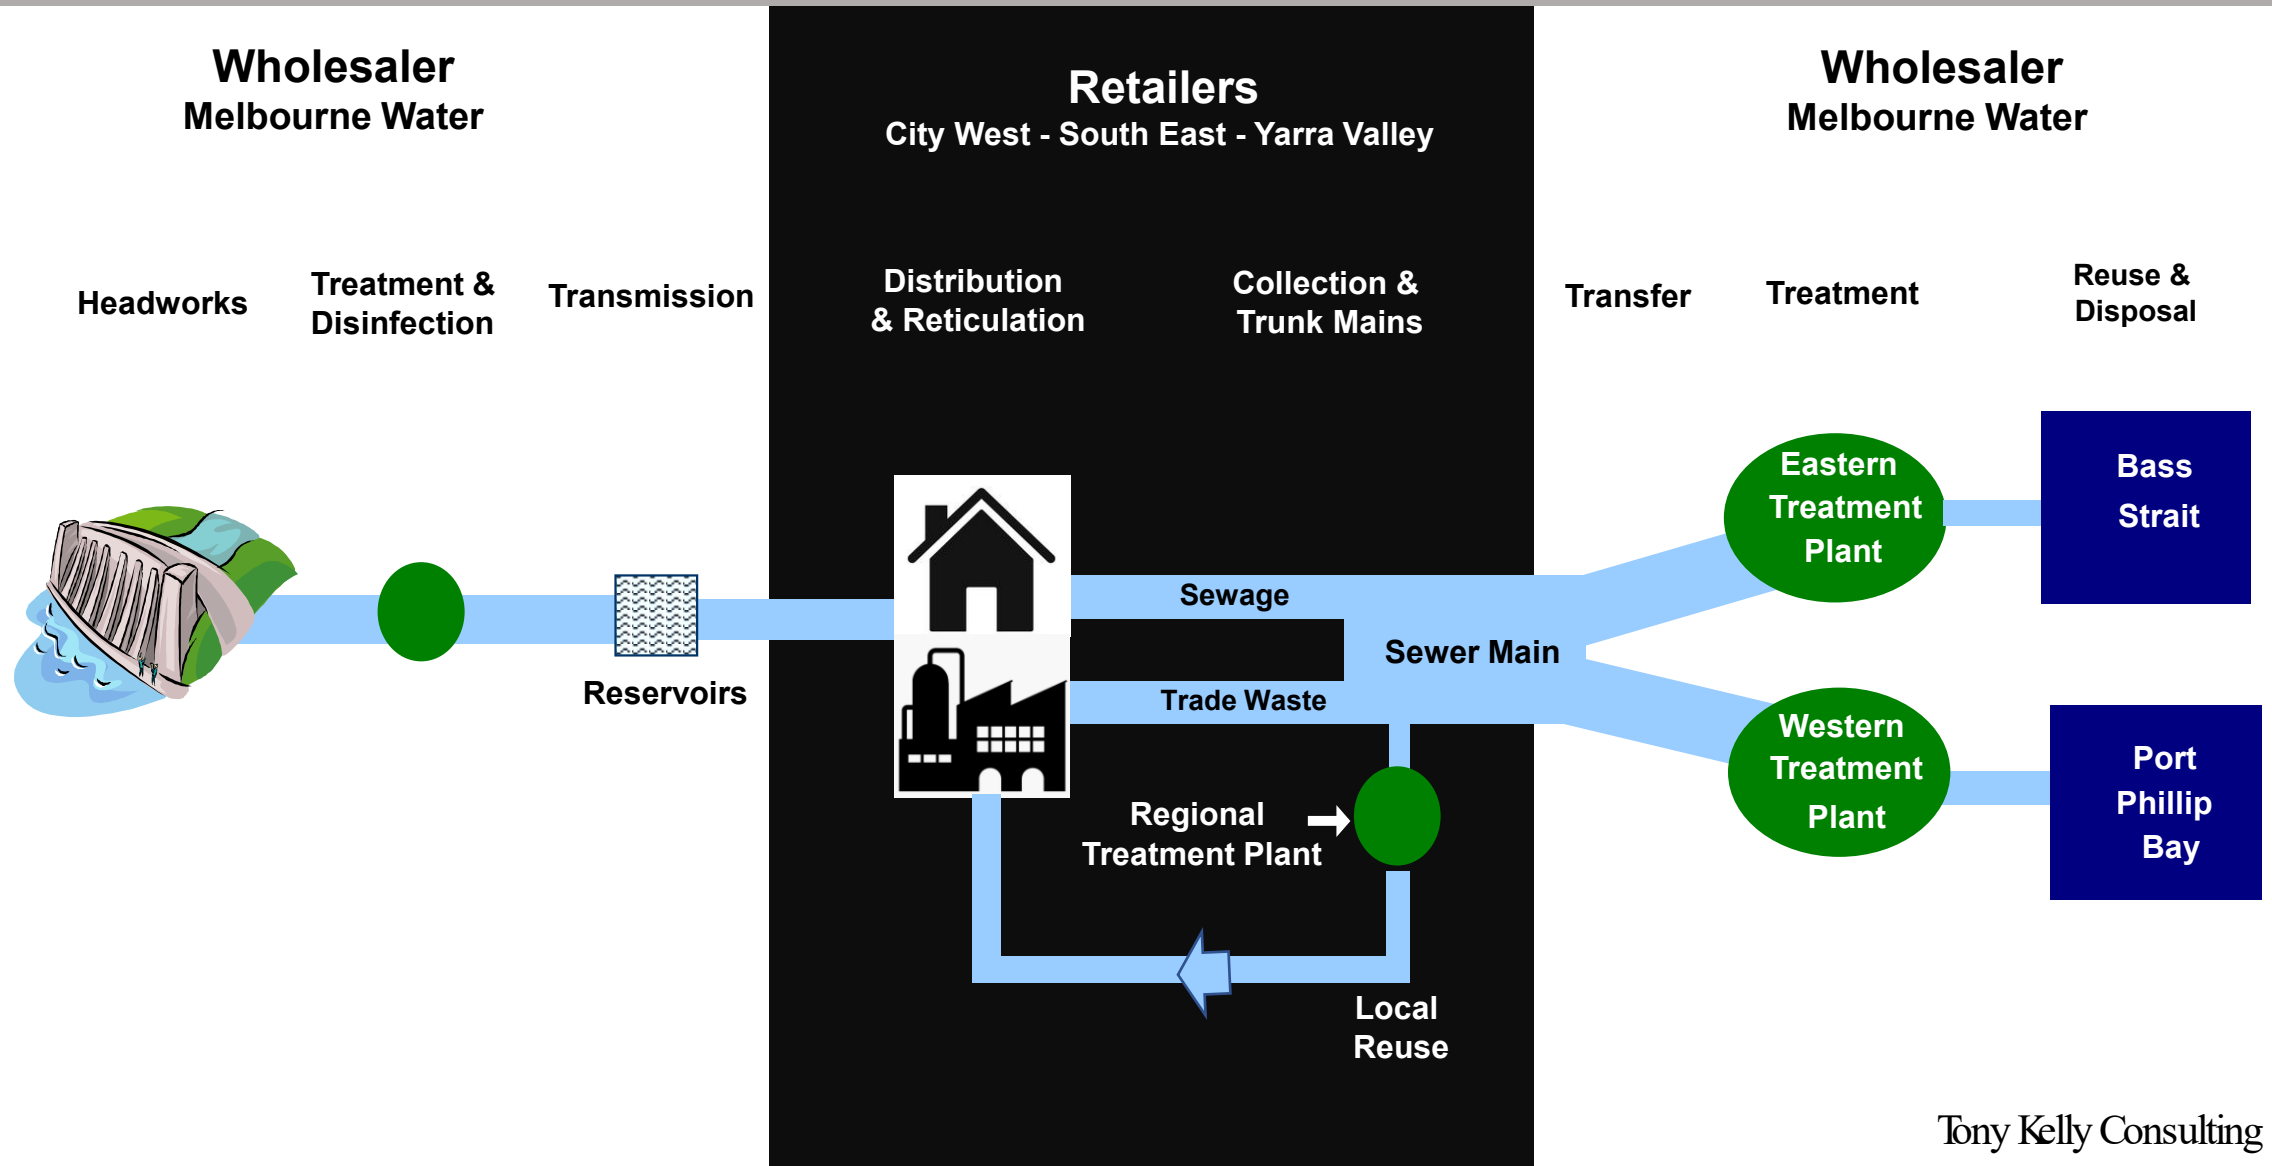 Wholesaler
Melbourne Water
Retailers
City West - South East - Yarra Valley
Wholesaler
Melbourne Water
Headworks
Treatment &
Disinfection
Transmission
Distribution
& Reticulation
Collection &
Trunk Mains
Transfer
Treatment
Reuse &
Disposal
Reservoirs
Sewage
Sewer Main
Trade Waste
Regional
Treatment Plant
Local
Reuse
Eastern
Treatment
Plant
Bass
Strait
Western
Treatment
Plant
Port
Phillip
Bay
Tony Kelly Consulting